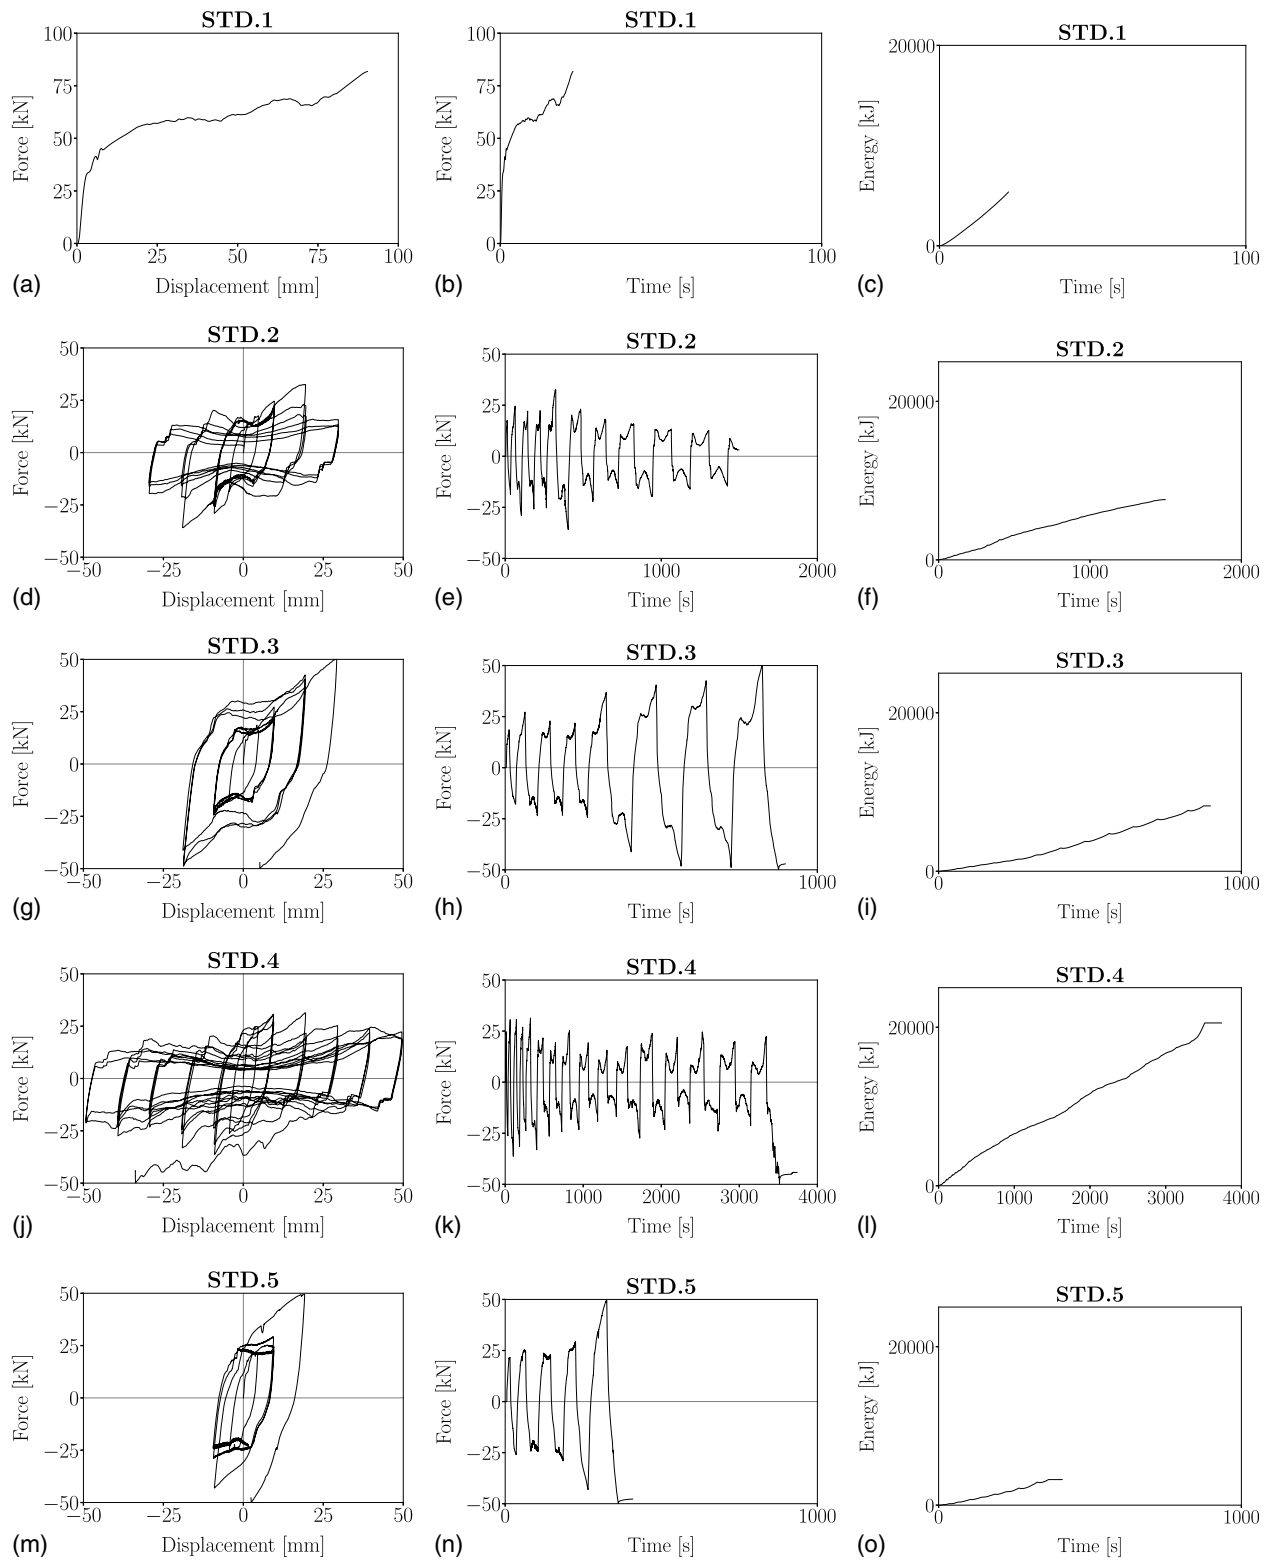 STD.1 STD.1 STD.1
100 100 20000
75 75
Force [kN] Force [kN] Energy [kJ]
50 50
25 25
0 0 0
0 25 50 75 100 0 100 0 100
(a) Displacement [mm] (b) Time [s] (c) Time [s]
STD.2 STD.2 STD.2
50 50 20000
25 25
Force [kN] Force [kN] Energy [kJ]
0 0
−25 −25
−50 −50 0
−50 −25 0 25 50 0 1000 2000 0 1000 2000
(d) Displacement [mm] (e) Time [s] (f) Time [s]
STD.3 STD.3 STD.3
50 50 20000
25 25
Force [kN] Force [kN] Energy [kJ]
0 0
−25 −25
−50 −50 0
−50 −25 0 25 50 0 1000 0 1000
(g) Displacement [mm] (h) Time [s] (i) Time [s]
STD.4 STD.4 STD.4
50 50 20000
25 25
Force [kN] Force [kN] Energy [kJ]
0 0
−25 −25
−50 −50 0
−50 −25 0 25 50 0 1000 2000 3000 4000 0 1000 2000 3000 4000
(j) Displacement [mm] (k) Time [s] (l) Time [s]
STD.5 STD.5 STD.5
50 50 20000
25 25
Force [kN] Force [kN] Energy [kJ]
0 0
−25 −25
−50 −50 0
−50 −25 0 25 50 0 1000 0 1000
(m) Displacement [mm] (n) Time [s] (o) Time [s]